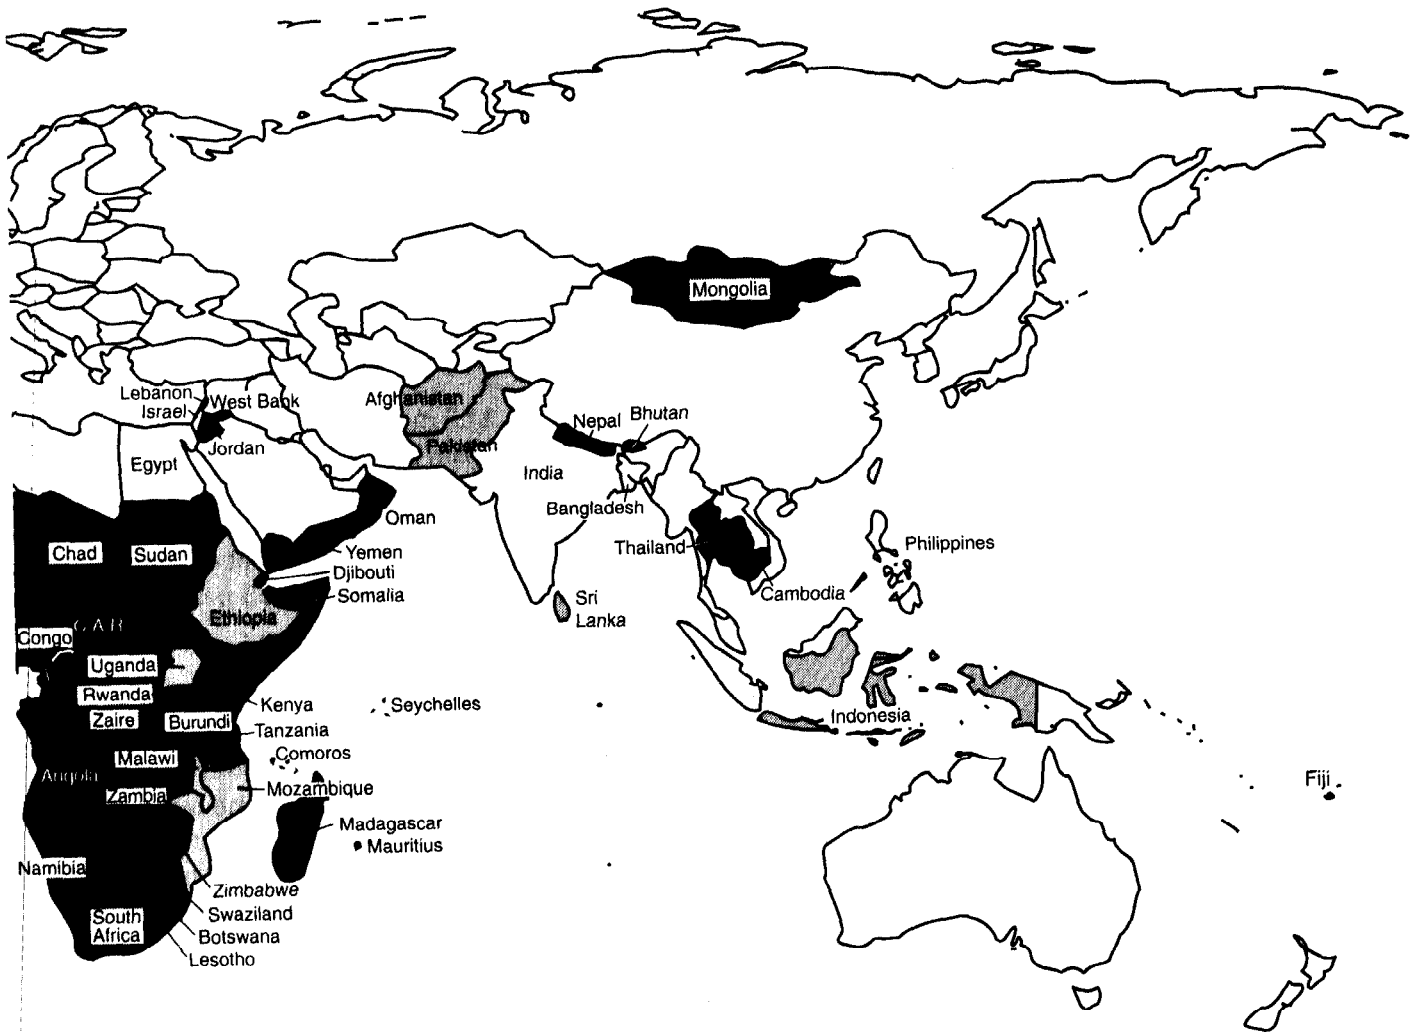 Mongolia
Lebanon
West Bank
Israel
Afghanistan
Jordan
Pakistan
Nepal
Bhutan
Egypt
India
Bangladesh
Oman
Chad
Sudan
Yemen
Djibouti
Somalia
Thailand
Philippines
Cambodia
Sri
Lanka
Ethiopia
C A R
Congo
Uganda
Rwanda
Kenya
Seychelles
Zaire
Burundi
Tanzania
Indonesia
Malawi
Comoros
Angola
Zambia
Mozambique
Fiji
Madagascar
Mauritius
Namibia
Zimbabwe
South
Africa
Swaziland
Botswana
Lesotho